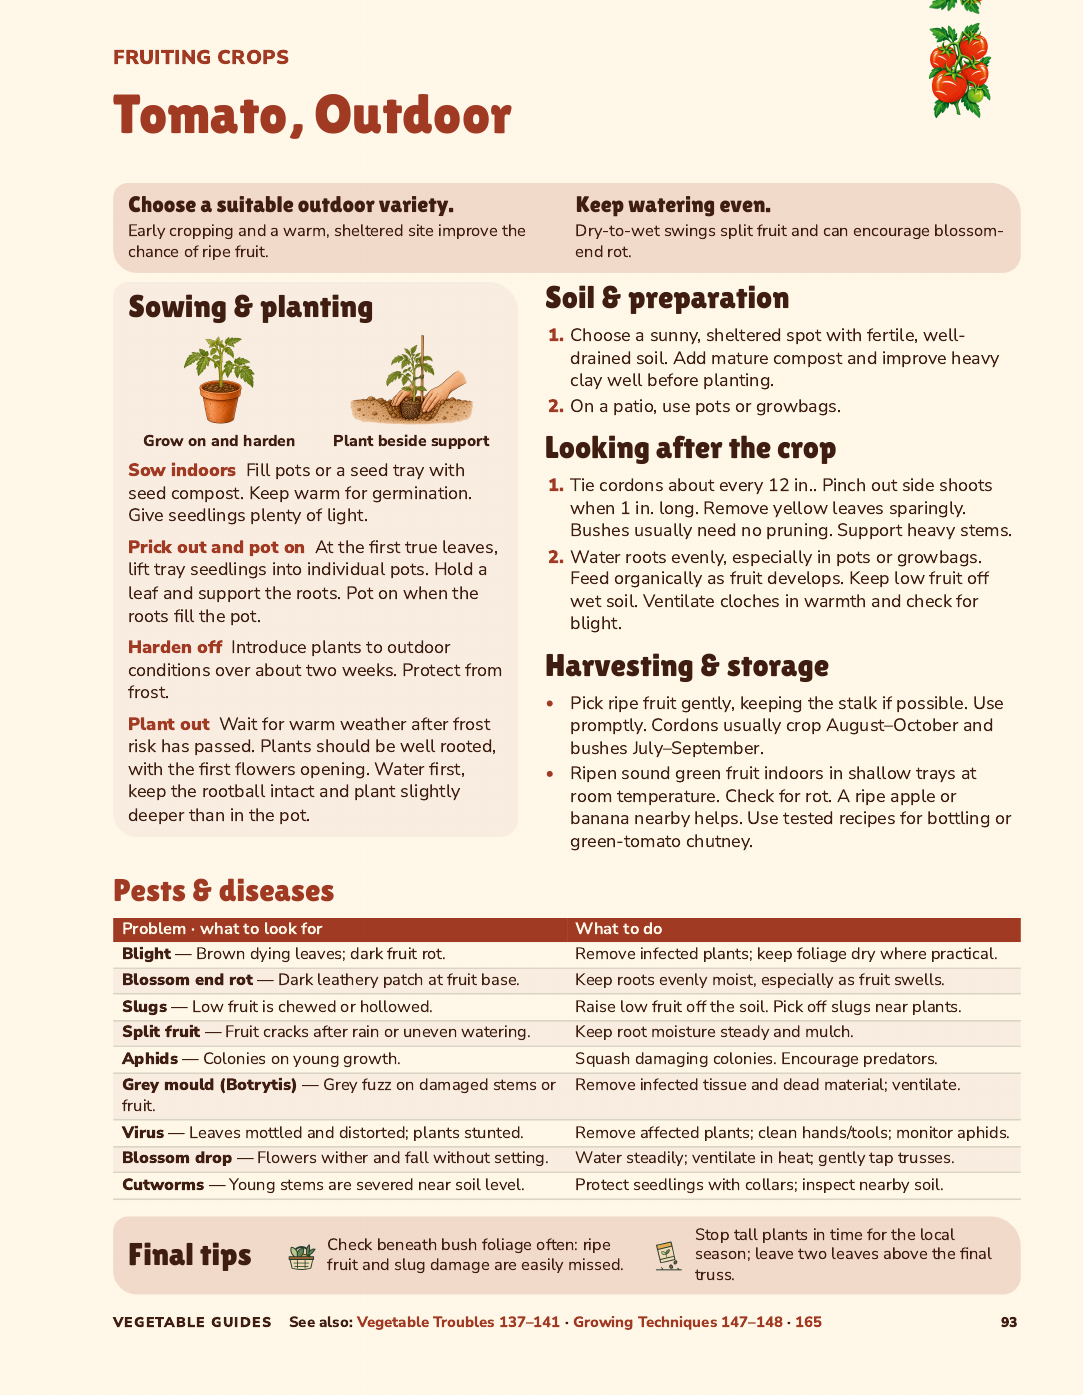 FRUITING CROPS
Tomato, Outdoor
Choose a suitable outdoor variety.
Early cropping and a warm, sheltered site improve the
chance of ripe fruit.
Keep watering even.
Dry-to-wet swings split fruit and can encourage blossom-
end rot.
Sowing & planting
Grow on and harden
Plant beside support
Sow indoors Fill pots or a seed tray with
seed compost. Keep warm for germination.
Give seedlings plenty of light.
Prick out and pot on At the first true leaves,
lift tray seedlings into individual pots. Hold a
leaf and support the roots. Pot on when the
roots fill the pot.
Harden off Introduce plants to outdoor
conditions over about two weeks. Protect from
frost.
Plant out Wait for warm weather after frost
risk has passed. Plants should be well rooted,
with the first flowers opening. Water first,
keep the rootball intact and plant slightly
deeper than in the pot.
Soil & preparation
1. Choose a sunny, sheltered spot with fertile, well-
drained soil. Add mature compost and improve heavy
clay well before planting.
2. On a patio, use pots or growbags.
Looking after the crop
1. Tie cordons about every 12 in.. Pinch out side shoots
when 1 in. long. Remove yellow leaves sparingly.
Bushes usually need no pruning. Support heavy stems.
2. Water roots evenly, especially in pots or growbags.
Feed organically as fruit develops. Keep low fruit off
wet soil. Ventilate cloches in warmth and check for
blight.
Harvesting & storage
• Pick ripe fruit gently, keeping the stalk if possible. Use
promptly. Cordons usually crop August–October and
bushes July–September.
• Ripen sound green fruit indoors in shallow trays at
room temperature. Check for rot. A ripe apple or
banana nearby helps. Use tested recipes for bottling or
green-tomato chutney.
Pests & diseases
Problem · what to look for What to do
Blight — Brown dying leaves; dark fruit rot. Remove infected plants; keep foliage dry where practical.
Blossom end rot — Dark leathery patch at fruit base. Keep roots evenly moist, especially as fruit swells.
Slugs — Low fruit is chewed or hollowed. Raise low fruit off the soil. Pick off slugs near plants.
Split fruit — Fruit cracks after rain or uneven watering. Keep root moisture steady and mulch.
Aphids — Colonies on young growth. Squash damaging colonies. Encourage predators.
Grey mould (Botrytis) — Grey fuzz on damaged stems or Remove infected tissue and dead material; ventilate.
fruit.
Virus — Leaves mottled and distorted; plants stunted. Remove affected plants; clean hands/tools; monitor aphids.
Blossom drop — Flowers wither and fall without setting. Water steadily; ventilate in heat; gently tap trusses.
Cutworms — Young stems are severed near soil level. Protect seedlings with collars; inspect nearby soil.
Final tips
Check beneath bush foliage often: ripe
fruit and slug damage are easily missed.
Stop tall plants in time for the local
season; leave two leaves above the final
truss.
VEGETABLE GUIDES See also: Vegetable Troubles 137–141 · Growing Techniques 147–148 · 165 93